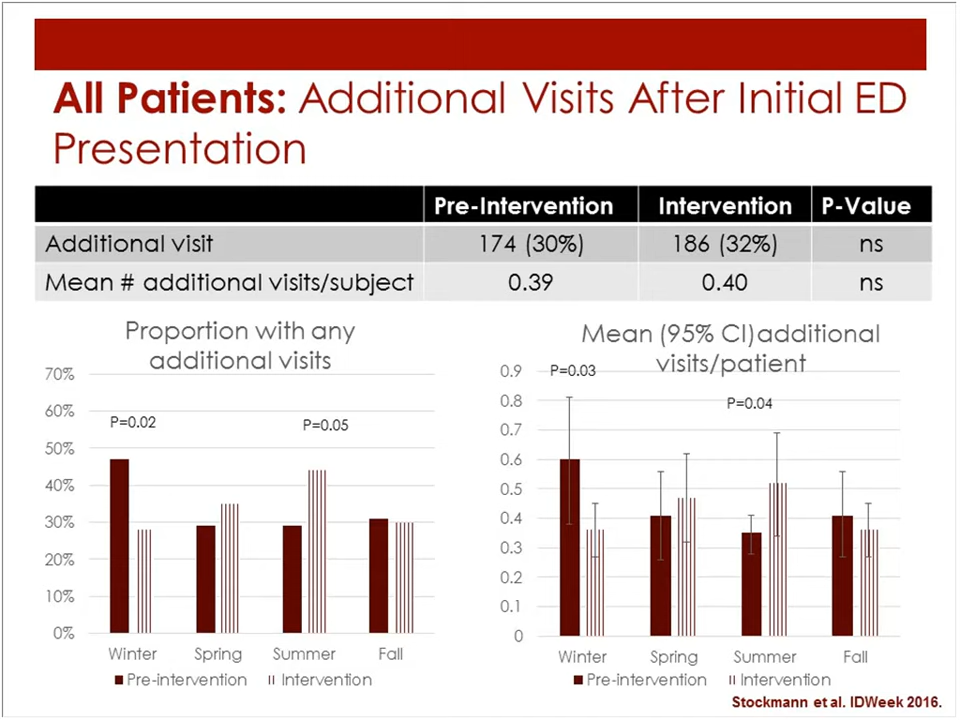 All Patients: Additional Visits After Initial ED
Presentation
Pre-Intervention Intervention P-Value
Additional visit 174 (30%) 186 (32%) ns
Mean # additional visits/subject 0.39 0.40 ns
Proportion with any
additional visits
70%
60%
50%
40%
30%
20%
10%
0%
P=0.02
P=0.05
Winter Spring Summer Fall
Pre-intervention Intervention
Mean (95% CI)additional
visits/patient
0.9
0.8
0.7
0.6
0.5
0.4
0.3
0.2
0.1
0
P=0.03
P=0.04
Winter Spring Summer Fall
Pre-intervention Intervention
Stockmann et al. IDWeek 2016.